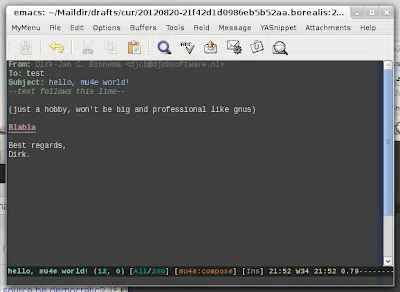 emacs: ~/Maildir/drafts/cur/20120820-21f42d1d0986eb5b52aa.borealis:2...
MyMenu File Edit Options Buffers Tools Field Message YASnippet Attachments Help
From: Dirk-Jan C. Binnema <djcb@djcbsoftware.nl>
To: test
Subject: hello, mu4e world!
--text follows this line--
(just a hobby, won't be big and professional like gnus)
Blabla
Best regards,
Dirk.
hello, mu4e world! (12, 0) [All/200] [mu4e:compose] [Ins] 21:52 W34 21:52 0.79--------